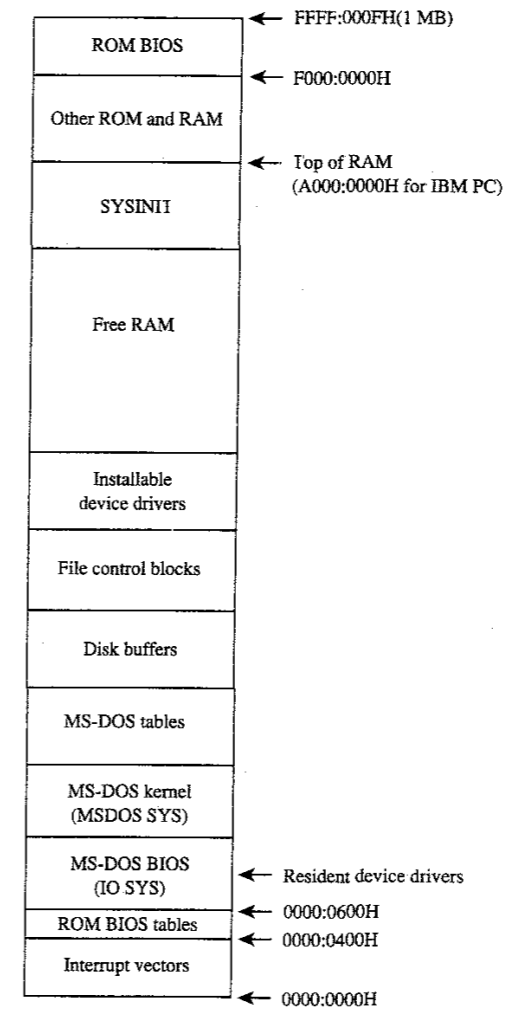 FFFF:000FH(1 MB)
ROM BIOS
F000:0000H
Other ROM and RAM
Top of RAM
(A000:0000H for IBM PC)
SYSINIT
Free RAM
Installable
device drivers
File control blocks
Disk buffers
MS-DOS tables
MS-DOS kernel
(MSDOS SYS)
MS-DOS BIOS
(IO SYS)
Resident device drivers
0000:0600H
ROM BIOS tables
0000:0400H
Interrupt vectors
0000:0000H